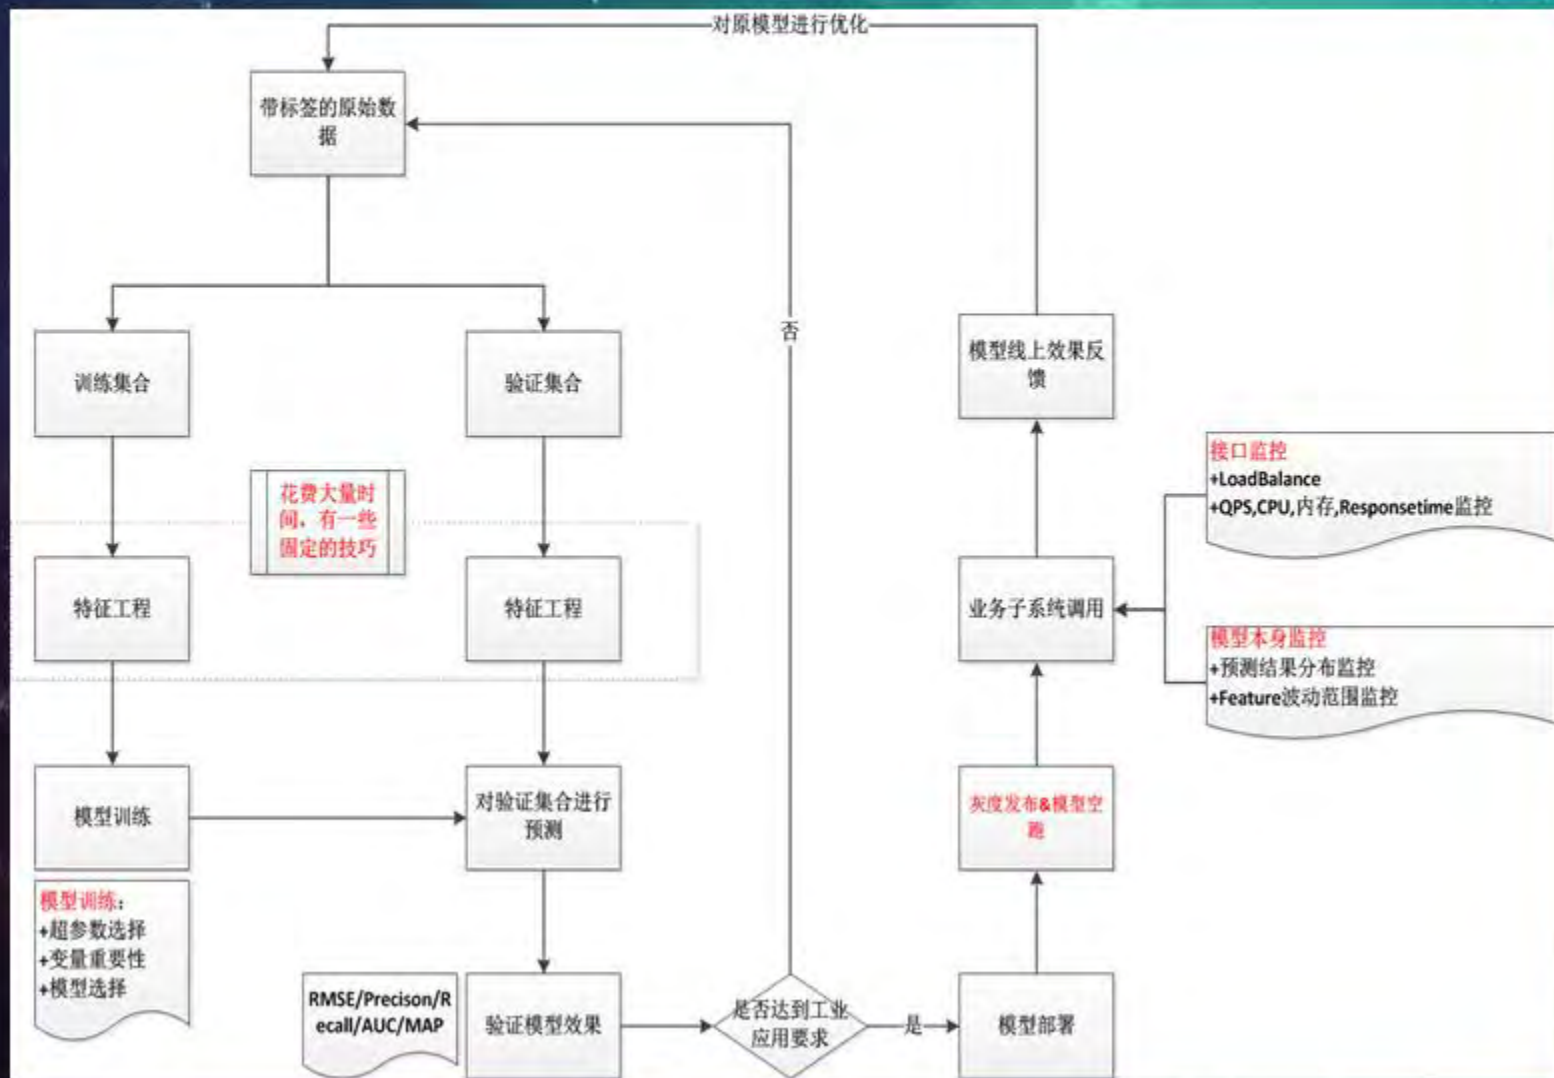 对原模型进行优化
带标签的原始数
据
否
训练集合
验证集合
模型线上效果反
馈
接口监控
+LoadBalance
+QPS,CPU,内存,Responsetime监控
花费大量时
间，有一些
固定的技巧
特征工程
特征工程
业务子系统调用
模型本身监控
+预测结果分布监控
+Feature波动范围监控
模型训练
对验证集合进行
预测
灰度发布&模型空
跑
模型训练：
+超参数选择
+变量重要性
+模型选择
RMSE/Precison/R
ecall/AUC/MAP
验证模型效果
是否达到工业
应用要求
是
模型部署